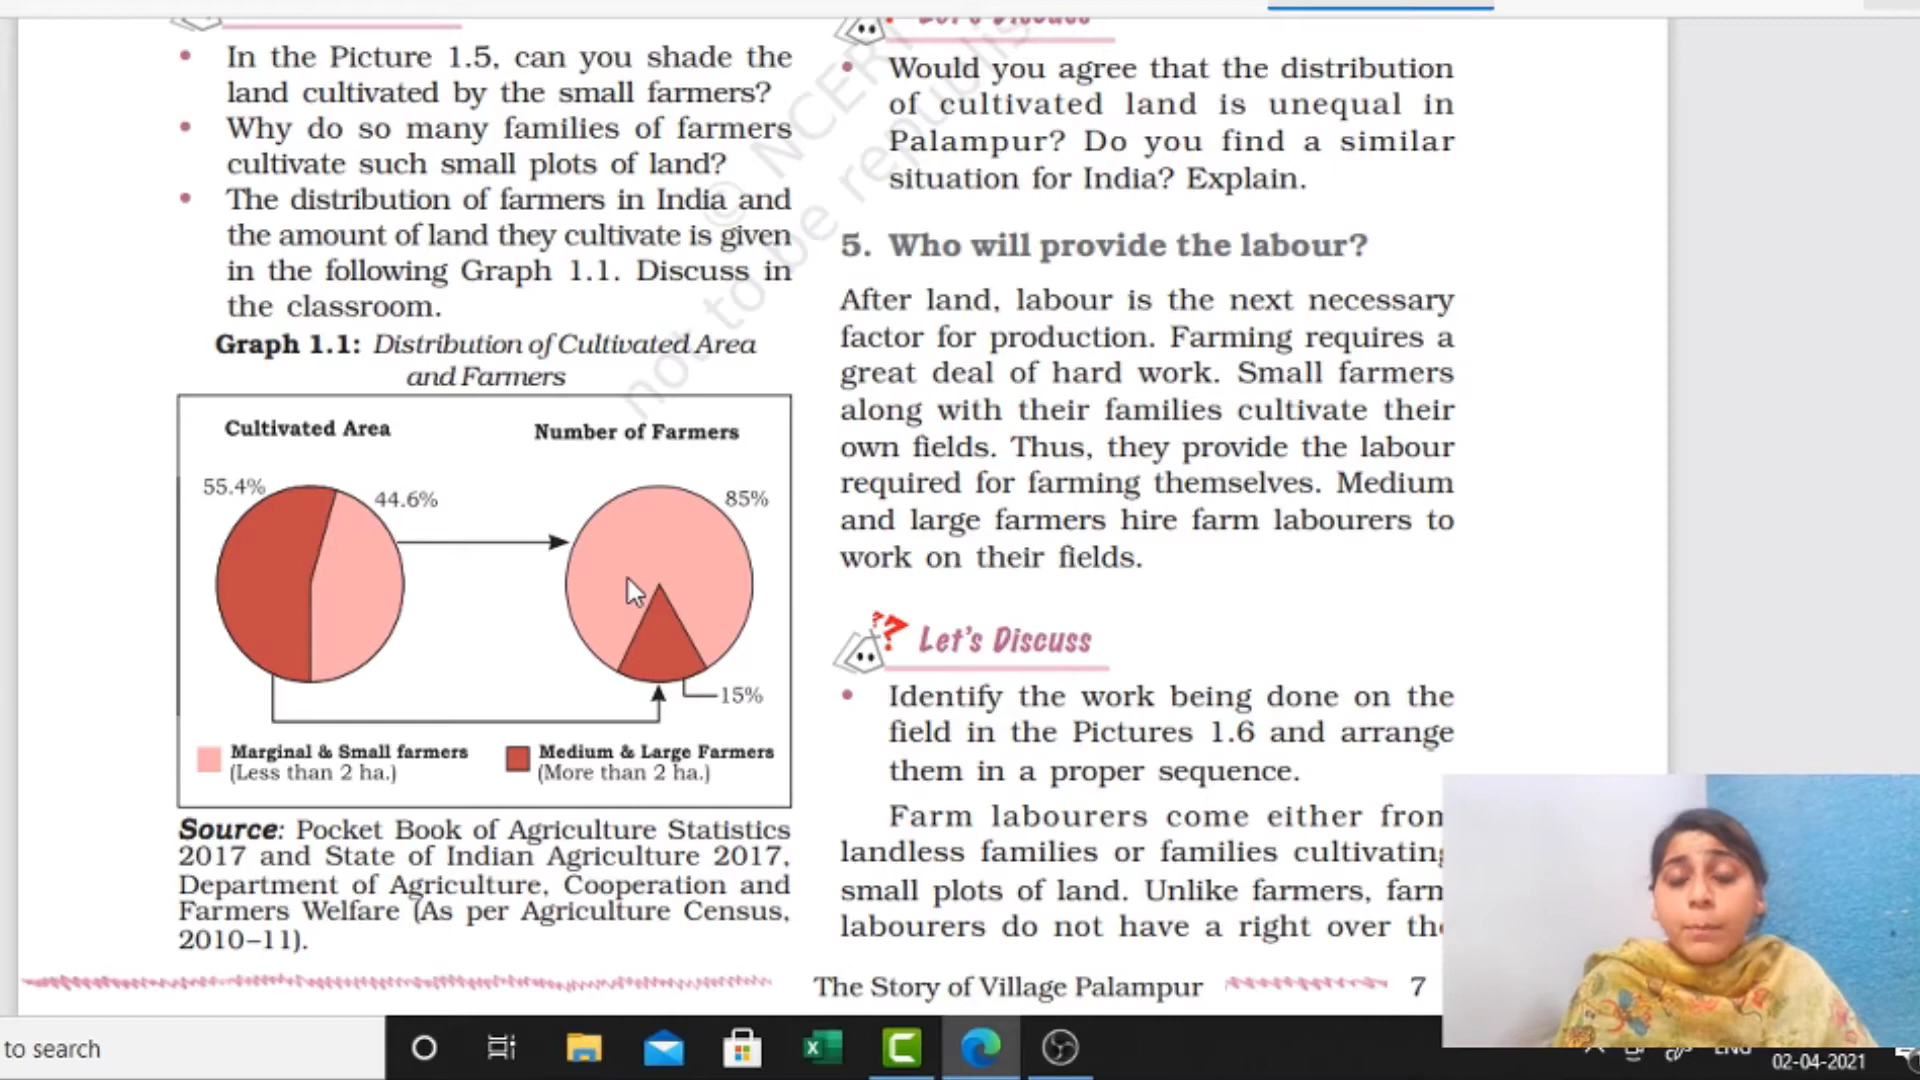 In the Picture 1.5, can you shade the
land cultivated by the small farmers?
Why do so many families of farmers
cultivate such small plots of land?
The distribution of farmers in India and
the amount of land they cultivate is given
in the following Graph 1.1. Discuss in
the classroom.
Graph 1.1: Distribution of Cultivated Area
and Farmers
Cultivated Area
Number of Farmers
55.4%
44.6%
85%
15%
Marginal & Small farmers
(Less than 2 ha.)
Medium & Large Farmers
(More than 2 ha.)
Source: Pocket Book of Agriculture Statistics
2017 and State of Indian Agriculture 2017,
Department of Agriculture, Cooperation and
Farmers Welfare (As per Agriculture Census,
2010–11).
© NCERT
not to be republis
Let's Discuss
Would you agree that the distribution
of cultivated land is unequal in
Palampur? Do you find a similar
situation for India? Explain.
5. Who will provide the labour?
After land, labour is the next necessary
factor for production. Farming requires a
great deal of hard work. Small farmers
along with their families cultivate their
own fields. Thus, they provide the labour
required for farming themselves. Medium
and large farmers hire farm labourers to
work on their fields.
?? Let's Discuss
Identify the work being done on the
field in the Pictures 1.6 and arrange
them in a proper sequence.
Farm labourers come either from
landless families or families cultivating
small plots of land. Unlike farmers, farm
labourers do not have a right over the
The Story of Village Palampur 7
to search
ENG
02-04-2021